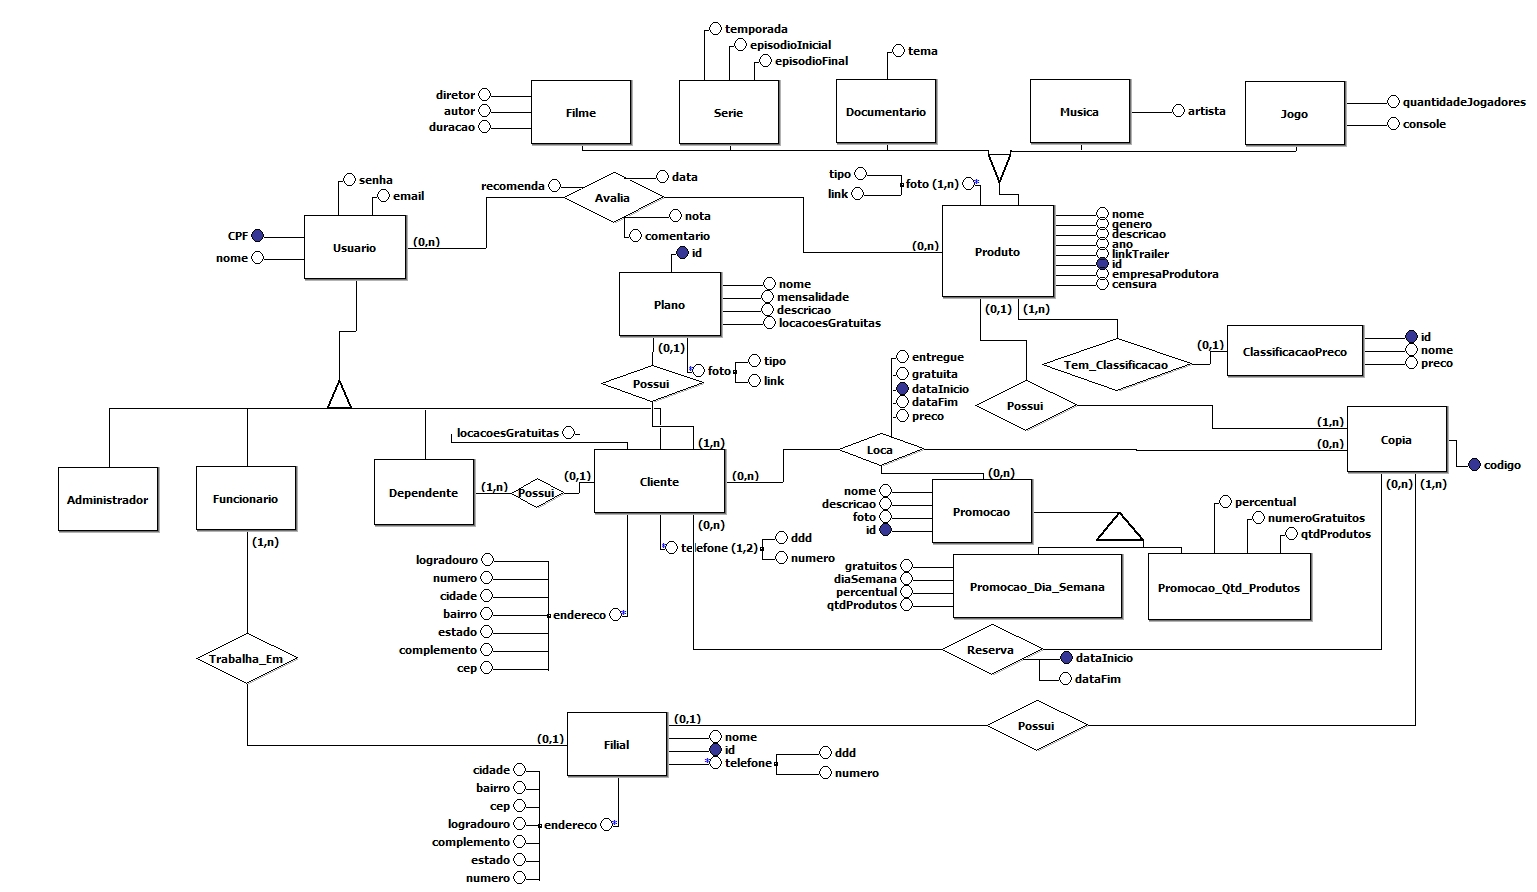 temporada
episodioInicial
episodioFinal
tema
diretor
autor
duracao
Filme
Serie
Documentario
Musica
artista
Jogo
quantidadeJogadores
console
senha
email
CPF
nome
Usuario
(0,n)
recomenda
data
Avalia
nota
comentario
tipo
link
foto (1,n)
*
(0,n)
Produto
nome
genero
descricao
ano
linkTrailer
id
empresaProdutora
censura
(0,1)
(1,n)
id
Plano
nome
mensalidade
descricao
locacoesGratuitas
(0,1)
*
foto
tipo
link
Possui
Tem_Classificacao
(0,1)
ClassificacaoPreco
id
nome
preco
Possui
entregue
gratuita
dataInicio
dataFim
preco
Loca
(1,n)
(0,n)
Copia
codigo
(0,n)
(1,n)
locacoesGratuitas
(1,n)
Administrador
Funcionario
(1,n)
Dependente
(1,n)
Possui
(0,1)
Cliente
(0,n)
(0,n)
*
telefone (1,2)
ddd
numero
(0,n)
nome
descricao
foto
id
Promocao
percentual
numeroGratuitos
qtdProdutos
gratuitos
diaSemana
percentual
qtdProdutos
Promocao_Dia_Semana
Promocao_Qtd_Produtos
logradouro
numero
cidade
bairro
estado
complemento
cep
endereco
*
Trabalha_Em
Reserva
dataInicio
dataFim
(0,1)
Filial
(0,1)
nome
id
*
telefone
ddd
numero
Possui
cidade
bairro
cep
logradouro
complemento
estado
numero
endereco
*